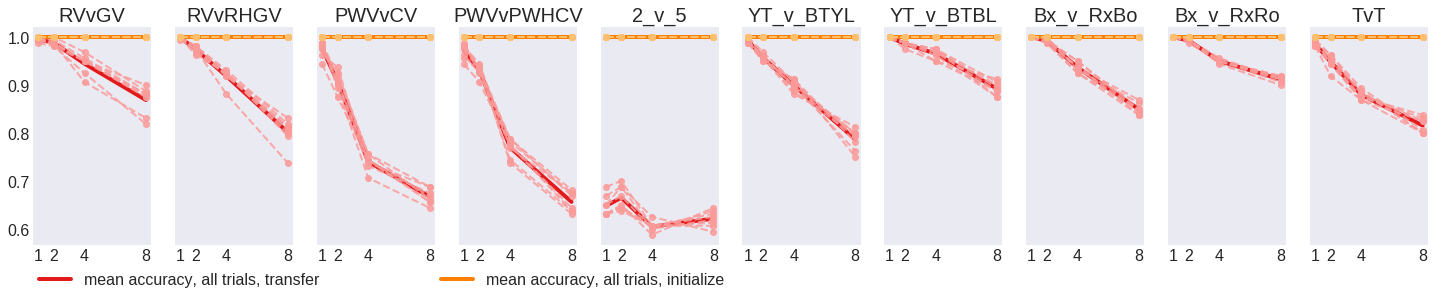 RVvGV RVvRHGV PWVvCV PWVvPWHCV 2_v_5 YT_v_BTYL YT_v_BTBL Bx_v_RxBo Bx_v_RxRo TvT
1.0
0.9
0.8
0.7
0.6
1 2 4 8 1 2 4 8 1 2 4 8 1 2 4 8 1 2 4 8 1 2 4 8 1 2 4 8 1 2 4 8 1 2 4 8 1 2 4 8
mean accuracy, all trials, transfer mean accuracy, all trials, initialize